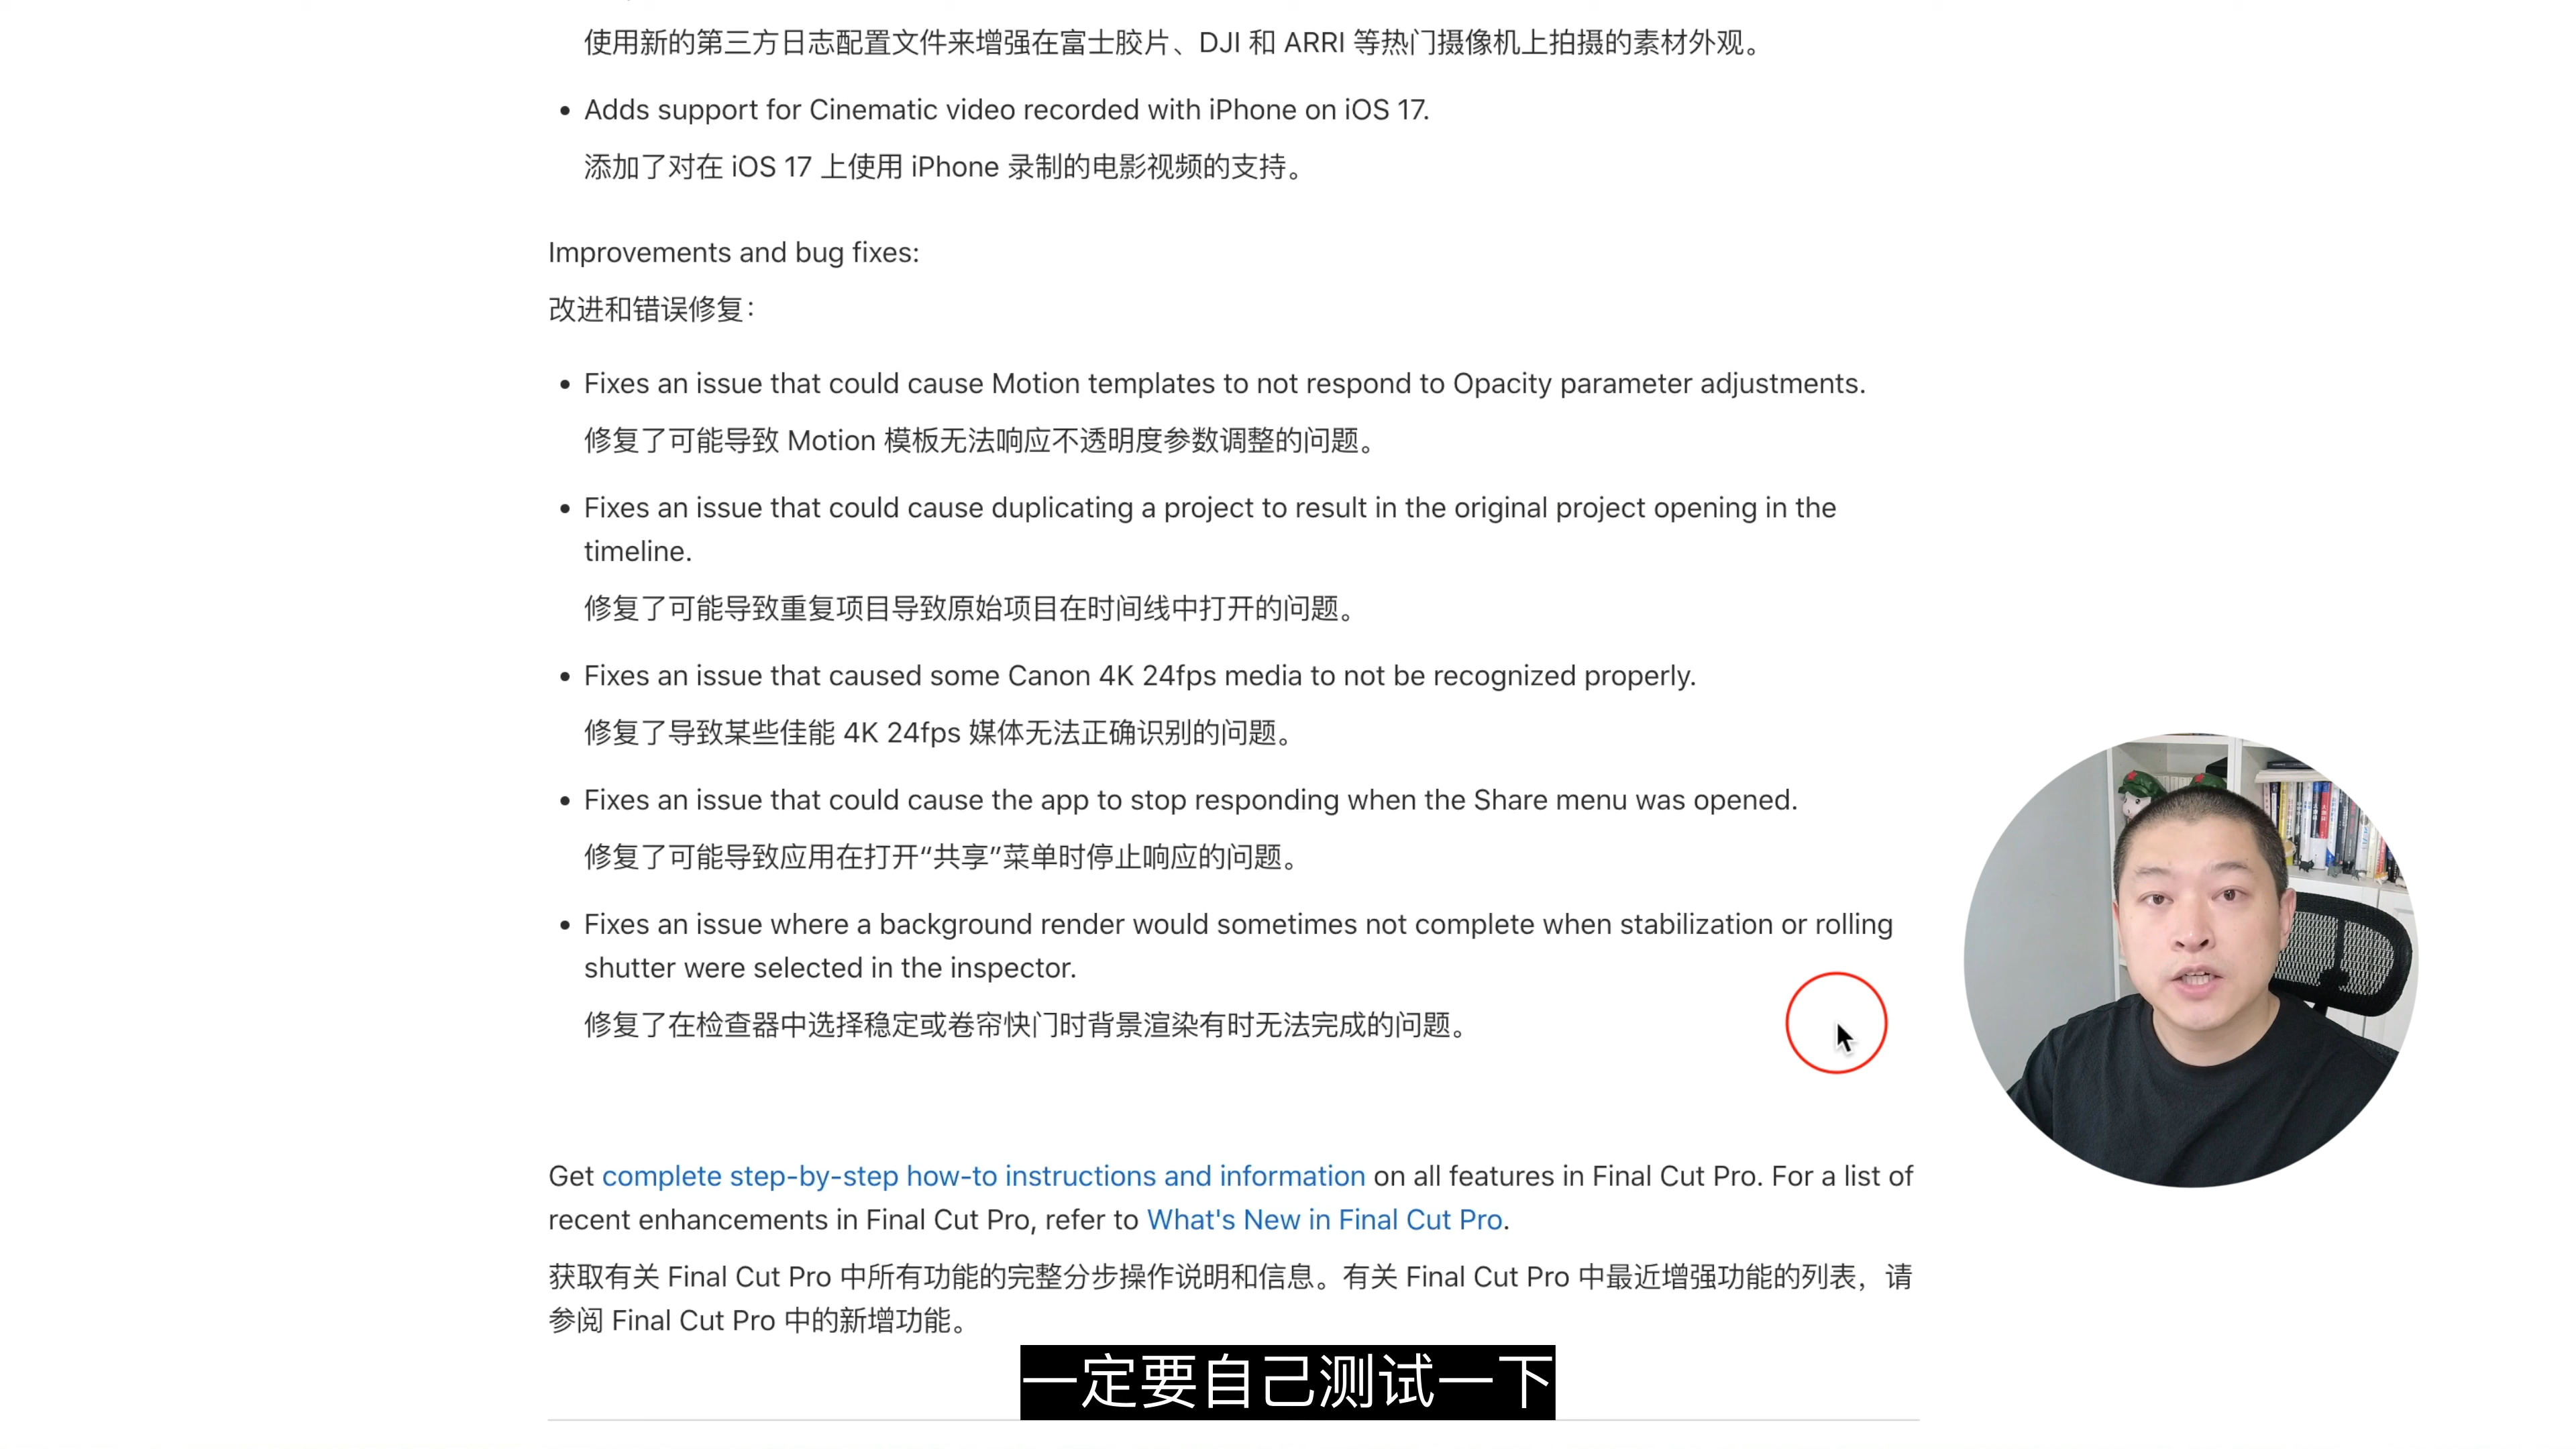 使用新的第三方日志配置文件来增强在富士胶片、DJI 和 ARRI 等热门摄像机上拍摄的素材外观。
• Adds support for Cinematic video recorded with iPhone on iOS 17.
添加了对在 iOS 17 上使用 iPhone 录制的电影视频的支持。
Improvements and bug fixes:
改进和错误修复：
• Fixes an issue that could cause Motion templates to not respond to Opacity parameter adjustments.
修复了可能导致 Motion 模板无法响应不透明度参数调整的问题。
• Fixes an issue that could cause duplicating a project to result in the original project opening in the
timeline.
修复了可能导致重复项目导致原始项目在时间线中打开的问题。
• Fixes an issue that caused some Canon 4K 24fps media to not be recognized properly.
修复了导致某些佳能 4K 24fps 媒体无法正确识别的问题。
• Fixes an issue that could cause the app to stop responding when the Share menu was opened.
修复了可能导致应用在打开“共享”菜单时停止响应的问题。
• Fixes an issue where a background render would sometimes not complete when stabilization or rolling
shutter were selected in the inspector.
修复了在检查器中选择稳定或卷帘快门时背景渲染有时无法完成的问题。
Get complete step-by-step how-to instructions and information on all features in Final Cut Pro. For a list of
recent enhancements in Final Cut Pro, refer to What's New in Final Cut Pro.
获取有关 Final Cut Pro 中所有功能的完整分步操作说明和信息。有关 Final Cut Pro 中最近增强功能的列表，请
参阅 Final Cut Pro 中的新增功能。
一定要自己测试一下